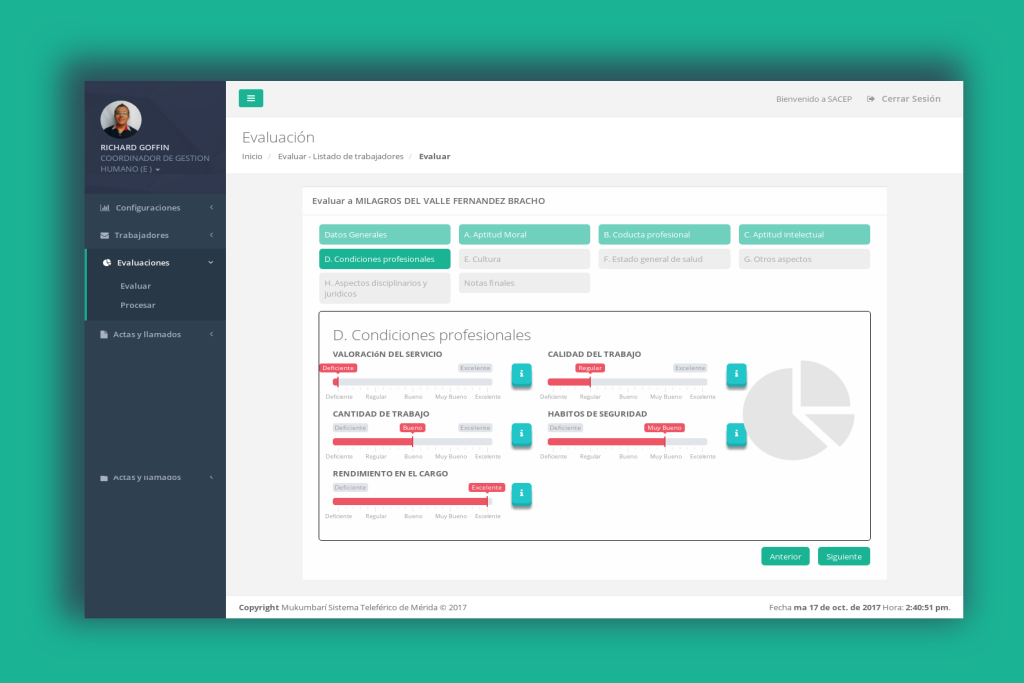 RICHARD GOFFIN
COORDINADOR DE GESTION
HUMANO (E )
Configuraciones
Trabajadores
Evaluaciones
Evaluar
Procesar
Actas y llamados
Actas y llamados
Bienvenido a SACEP Cerrar Sesión
Evaluación
Inicio / Evaluar - Listado de trabajadores / Evaluar
Evaluar a MILAGROS DEL VALLE FERNANDEZ BRACHO
Datos Generales A. Aptitud Moral B. Coducta profesional C. Aptitud intelectual
D. Condiciones profesionales E. Cultura F. Estado general de salud G. Otros aspectos
H. Aspectos disciplinarios y Notas finales
juridicos
D. Condiciones profesionales
VALORACIóN DEL SERVICIO CALIDAD DEL TRABAJO
Deficiente Excelente Regular Excelente
Deficiente Regular Bueno Muy Bueno Excelente Deficiente Regular Bueno Muy Bueno Excelente
CANTIDAD DE TRABAJO HABITOS DE SEGURIDAD
Deficiente Bueno Excelente Deficiente Muy Bueno
Deficiente Regular Bueno Muy Bueno Excelente Deficiente Regular Bueno Muy Bueno Excelente
RENDIMIENTO EN EL CARGO
Deficiente Excelente
Deficiente Regular Bueno Muy Bueno Excelente
Anterior Siguiente
Copyright Mukumbarí Sistema Teleférico de Mérida © 2017 Fecha ma 17 de oct. de 2017 Hora: 2:40:51 pm.